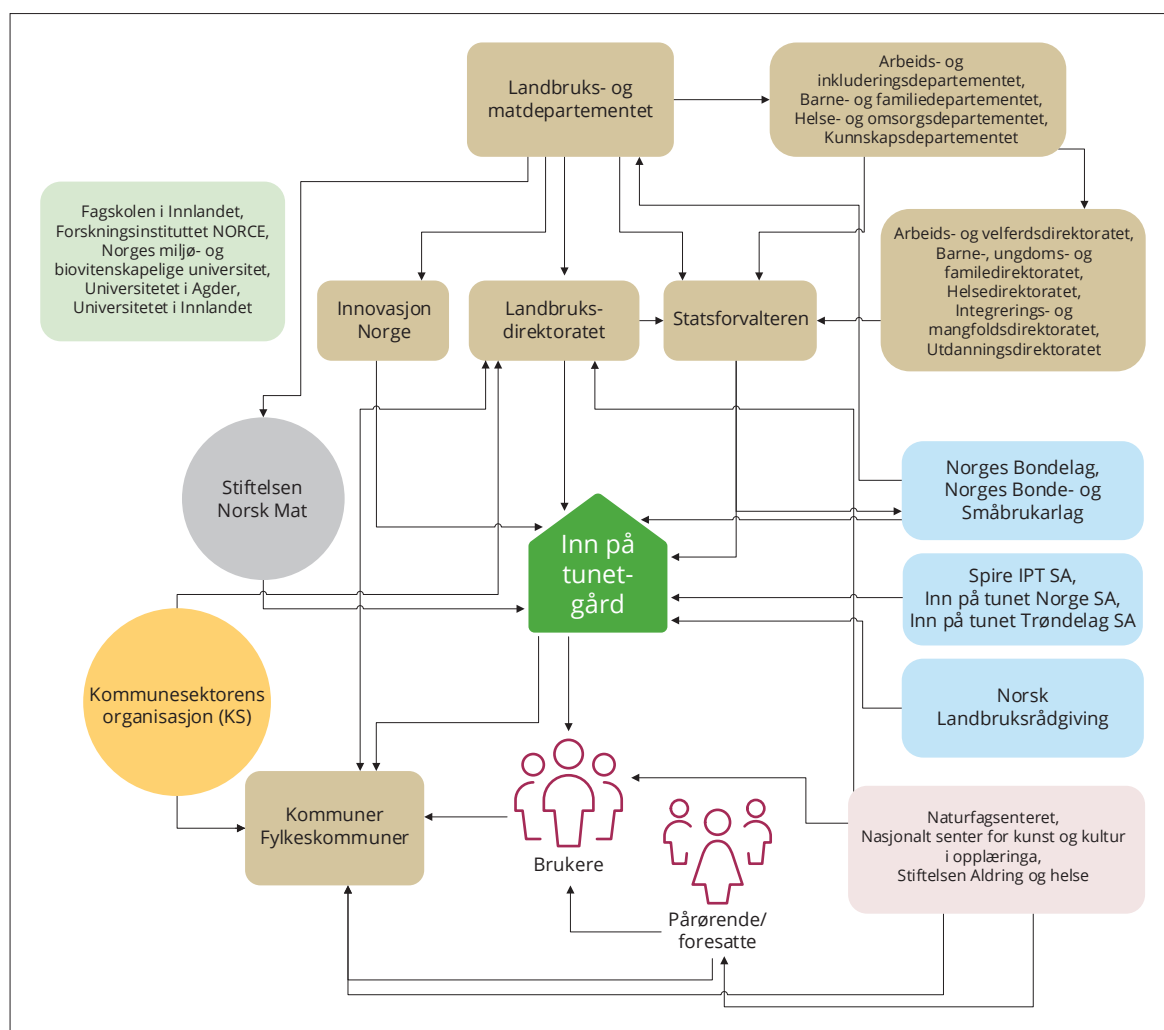 Landbruks- og
matdepartementet
Arbeids- og
inkluderingsdepartementet,
Barne- og familiedepartementet,
Helse- og omsorgsdepartementet,
Kunnskapsdepartementet
Fagskolen i Innlandet,
Forskningsinstituttet NORCE,
Norges miljø- og
biovitenskapelige universitet,
Universitetet i Agder,
Universitetet i Innlandet
Innovasjon
Norge
Landbruks-
direktoratet
Statsforvalteren
Arbeids- og velferdsdirektoratet,
Barne-, ungdoms- og
familedirektoratet,
Helsedirektoratet,
Integrerings- og
mangfoldsdirektoratet,
Utdanningsdirektoratet
Stiftelsen
Norsk Mat
Norges Bondelag,
Norges Bonde- og
Småbrukarlag
Inn på
tunet-
gård
Spire IPT SA,
Inn på tunet Norge SA,
Inn på tunet Trøndelag SA
Kommunesektorens
organisasjon (KS)
Norsk
Landbruksrådgiving
Kommuner
Fylkeskommuner
Brukere
Pårørende/
foresatte
Naturfagsenteret,
Nasjonalt senter for kunst og kultur
i opplæringa,
Stiftelsen Aldring og helse